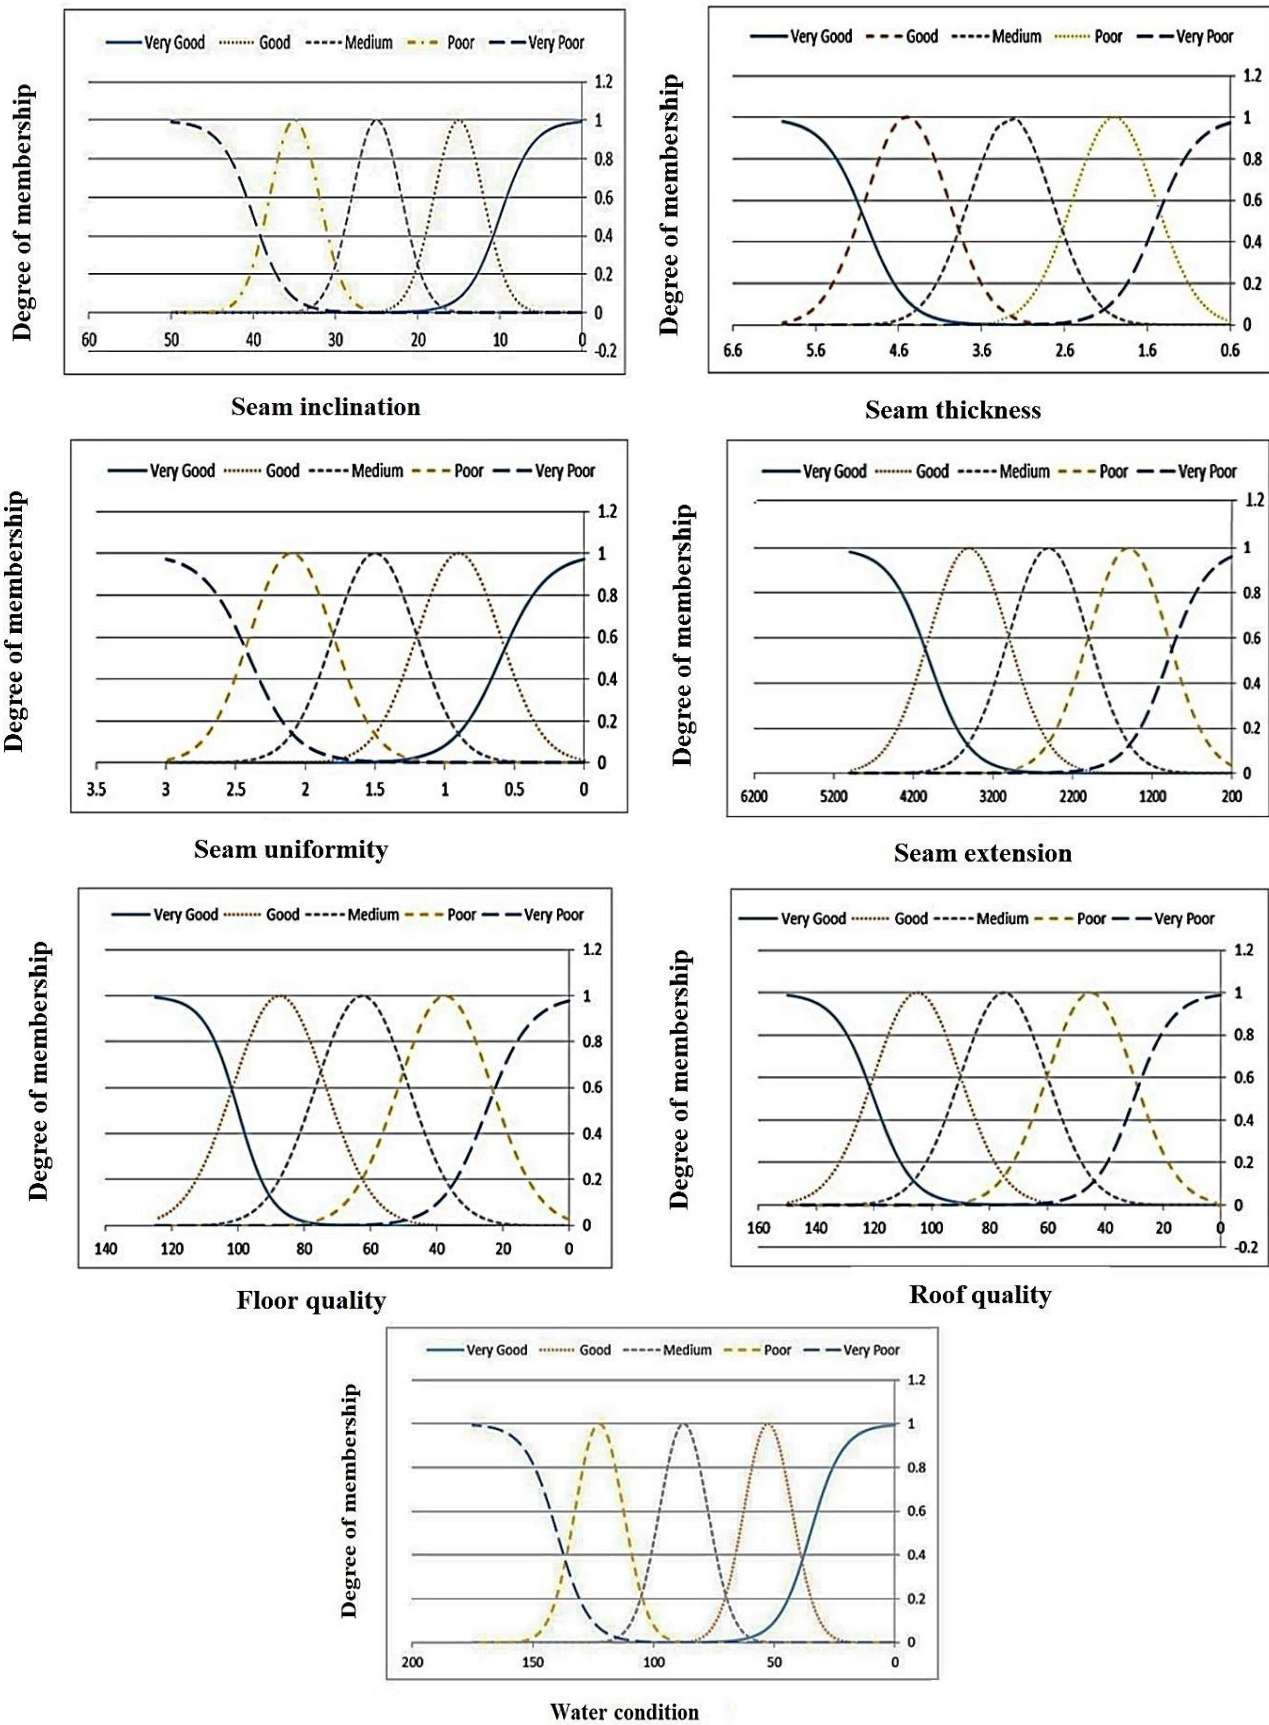 Very Good Good Medium Poor Very Poor
Degree of membership
1.2
1
0.8
0.6
0.4
0.2
0
-0.2
60 50 40 30 20 10 0
Seam inclination
Very Good Good Medium Poor Very Poor
Degree of membership
1.2
1
0.8
0.6
0.4
0.2
0
6.6 5.6 4.6 3.6 2.6 1.6 0.6
Seam thickness
Very Good Good Medium Poor Very Poor
Degree of membership
1.2
1
0.8
0.6
0.4
0.2
0
3.5 3 2.5 2 1.5 1 0.5 0
Seam uniformity
Very Good Good Medium Poor Very Poor
Degree of membership
1.2
1
0.8
0.6
0.4
0.2
0
6200 5200 4200 3200 2200 1200 200
Seam extension
Very Good Good Medium Poor Very Poor
Degree of membership
1.2
1
0.8
0.6
0.4
0.2
0
140 120 100 80 60 40 20 0
Floor quality
Very Good Good Medium Poor Very Poor
Degree of membership
1.2
1
0.8
0.6
0.4
0.2
0
-0.2
160 140 120 100 80 60 40 20 0
Roof quality
Very Good Good Medium Poor Very Poor
Degree of membership
1.2
1
0.8
0.6
0.4
0.2
0
200 150 100 50 0
Water condition